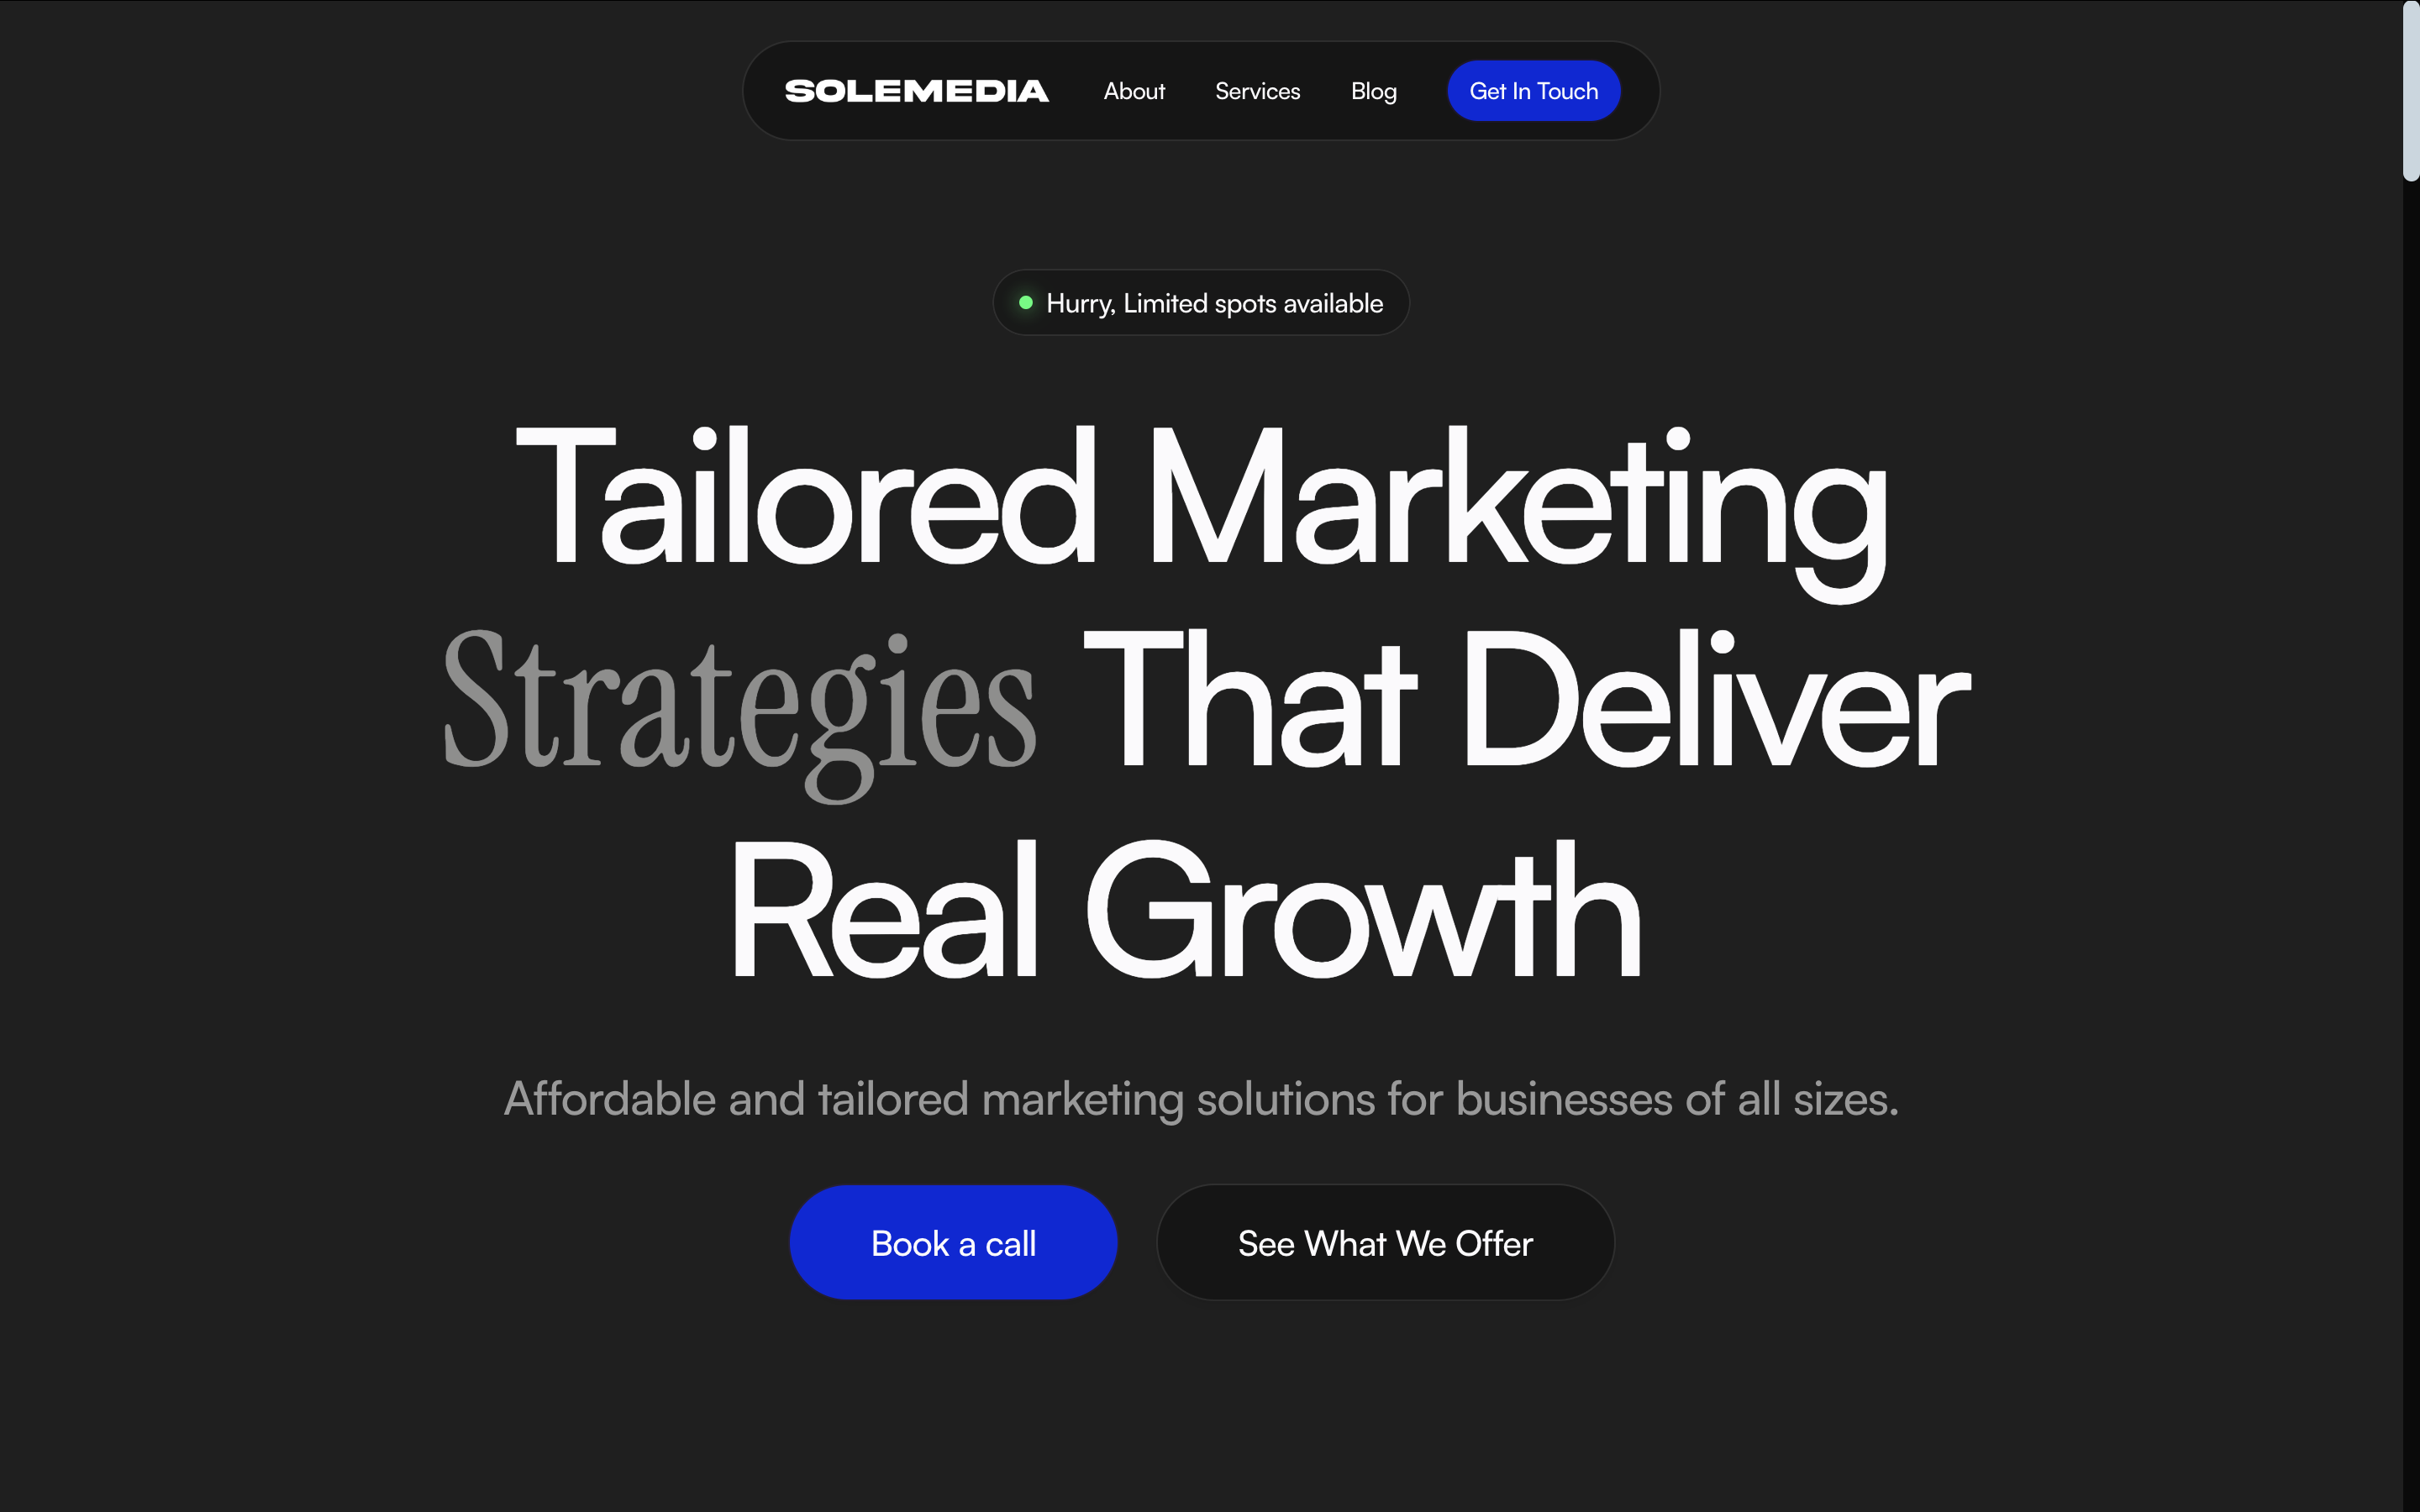 SOLEMEDIA About Services Blog Get In Touch
Hurry, Limited spots available
Tailored Marketing
Strategies That Deliver
Real Growth
Affordable and tailored marketing solutions for businesses of all sizes.
Book a call See What We Offer